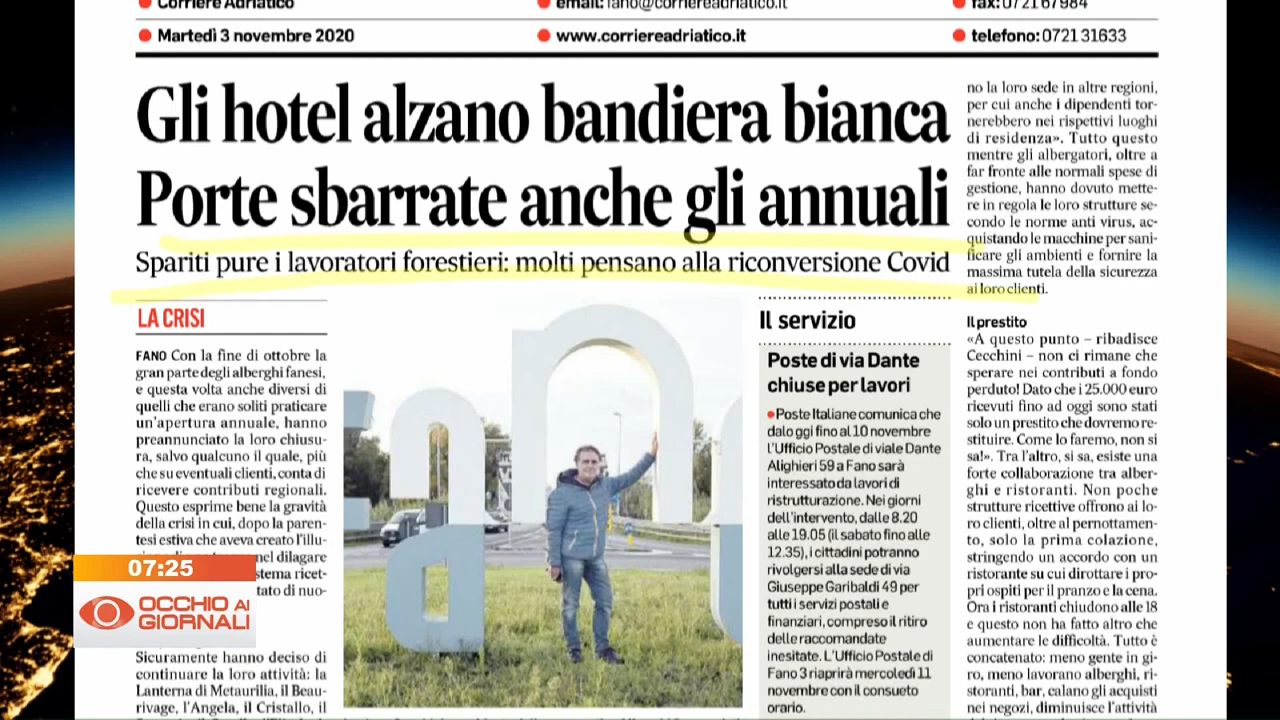 Corriere Adriatico
email: fano@corriereadriatico.it
fax: 0721 67984
Martedì 3 novembre 2020
www.corriereadriatico.it
telefono: 0721 31633
Gli hotel alzano bandiera bianca
Porte sbarrate anche gli annuali
Spariti pure i lavoratori forestieri: molti pensano alla riconversione Covid
LA CRISI
FANO Con la fine di ottobre la
gran parte degli alberghi fanesi,
e questa volta anche diversi di
quelli che erano soliti praticare
un'apertura annuale, hanno
preannunciato la loro chiusu-
ra, salvo qualcuno il quale, più
che su eventuali clienti, conta di
ricevere contributi regionali.
Questo esprime bene la gravità
della crisi in cui, dopo la paren-
tesi estiva che aveva creato l'illu-
nel dilagare
stema ricet-
tato di nuo-
Sicuramente hanno deciso di
continuare la loro attività: la
Lanterna di Metaurilia, il Beau-
rivage, l'Angela, il Cristallo, il
07:25
OCCHIO AI
GIORNALI
Il servizio
Poste di via Dante
chiuse per lavori
Poste Italiane comunica che
dalo ggi fino al 10 novembre
l'Ufficio Postale di viale Dante
Alighieri 59 a Fano sarà
interessato da lavori di
ristrutturazione. Nei giorni
dell'intervento, dalle 8.20
alle 19.05 (il sabato fino alle
12.35), i cittadini potranno
rivolgersi alla sede di via
Giuseppe Garibaldi 49 per
tutti i servizi postali e
finanziari, compreso il ritiro
delle raccomandate
inesitate. L'Ufficio Postale di
Fano 3 riaprirà mercoledì 11
novembre con il consueto
orario.
no la loro sede in altre regioni,
per cui anche i dipendenti tor-
nerebbero nei rispettivi luoghi
di residenza». Tutto questo
mentre gli albergatori, oltre a
far fronte alle normali spese di
gestione, hanno dovuto mette-
re in regola le loro strutture se-
condo le norme anti virus, ac-
quistando le macchine per sani-
ficare gli ambienti e fornire la
massima tutela della sicurezza
ai loro clienti.
Il prestito
«A questo punto – ribadisce
Cecchini – non ci rimane che
sperare nei contributi a fondo
perduto! Dato che i 25.000 euro
ricevuti fino ad oggi sono stati
solo un prestito che dovremo re-
stituire. Come lo faremo, non si
sa!». Tra l'altro, si sa, esiste una
forte collaborazione tra alber-
ghi e ristoranti. Non poche
strutture ricettive offrono ai lo-
ro clienti, oltre al pernottamen-
to, solo la prima colazione,
stringendo un accordo con un
ristorante su cui dirottare i pro-
pri ospiti per il pranzo e la cena.
Ora i ristoranti chiudono alle 18
e questo non ha fatto altro che
aumentare le difficoltà. Tutto è
concatenato: meno gente in gi-
ro, meno lavorano alberghi, ri-
storanti, bar, calano gli acquisti
nei negozi, diminuisce l'attività